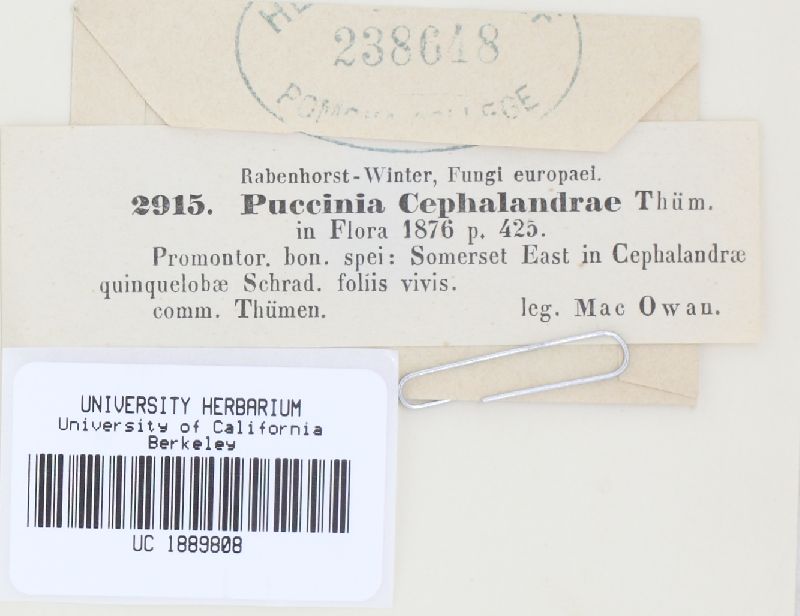 238648
POMONA COLLEGE
Rabenhorst-Winter, Fungi europaei.
2915. Puccinia Cephalandrae Thüm.
in Flora 1876 p. 425.
Promontor. bon. spei: Somerset East in Cephalandræ
quinquelobæ Schrad. foliis vivis.
comm. Thümen. leg. Mac Owan.
UNIVERSITY HERBARIUM
University of California
Berkeley
UC 1889808